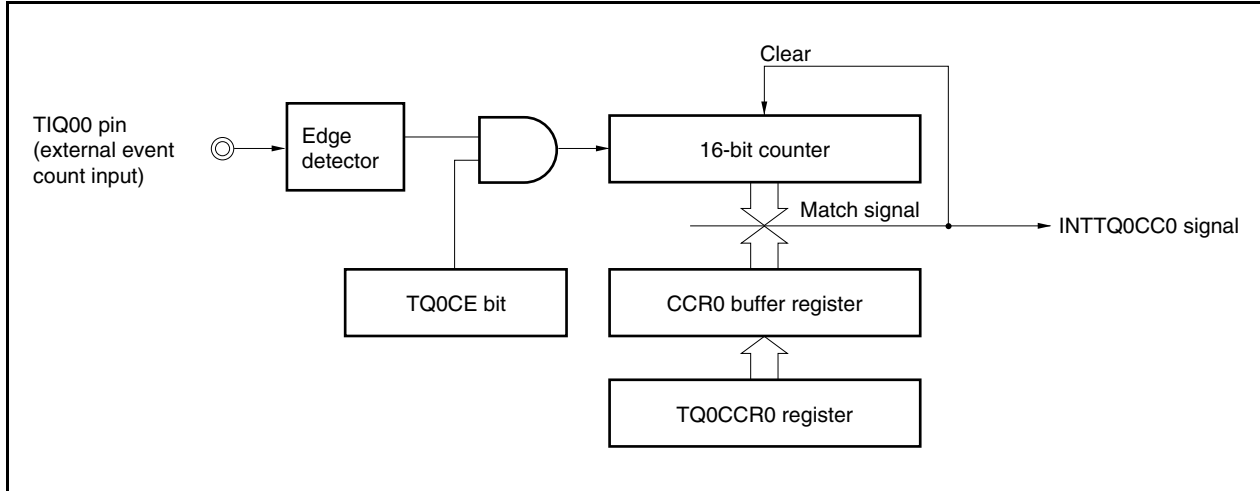 Clear
TIQ00 pin
(external event
count input)
Edge
detector
16-bit counter
Match signal
INTTQ0CC0 signal
TQ0CE bit
CCR0 buffer register
TQ0CCR0 register